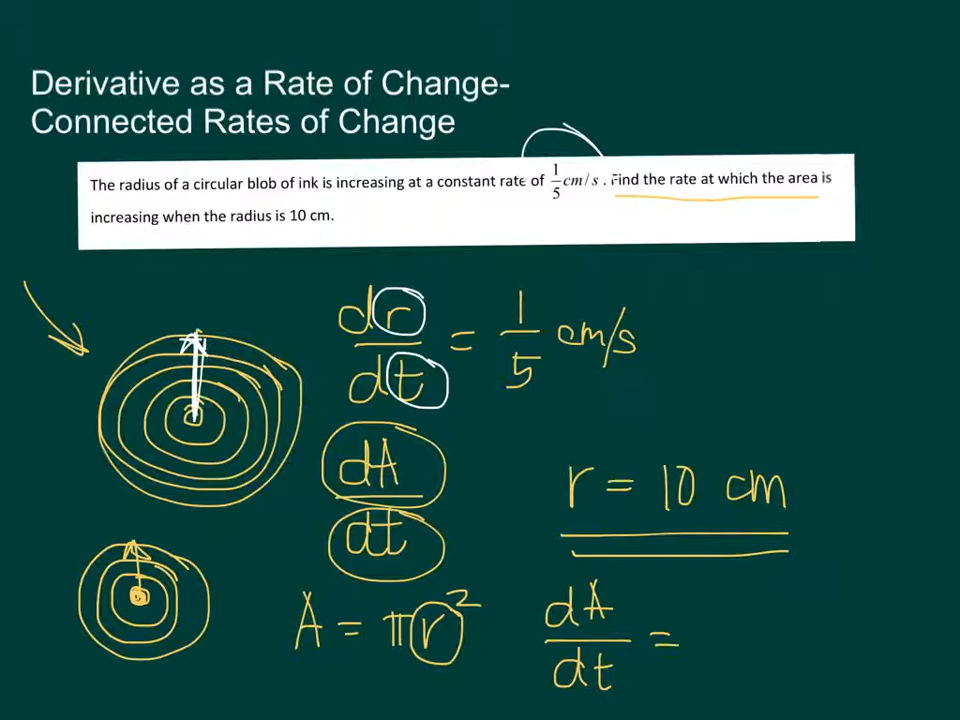 Derivative as a Rate of Change-
Connected Rates of Change
The radius of a circular blob of ink is increasing at a constant rate of 1/5 cm/s. Find the rate at which the area is
increasing when the radius is 10 cm.
dr/dt = 1/5 cm/s
dA/dt
r = 10 cm
A = πr²
dA/dt =